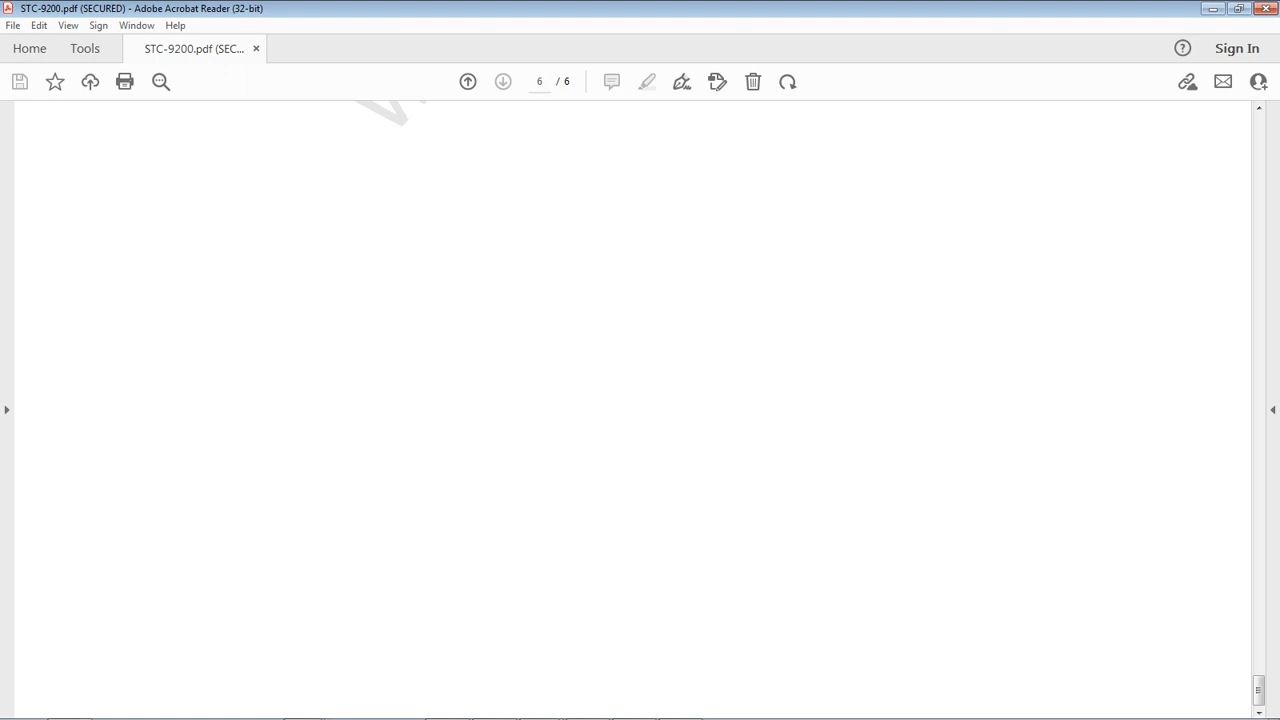 STC-9200.pdf (SECURED) - Adobe Acrobat Reader (32-bit)
File Edit View Sign Window Help
Home Tools STC-9200.pdf (SEC... × Sign In
6 / 6